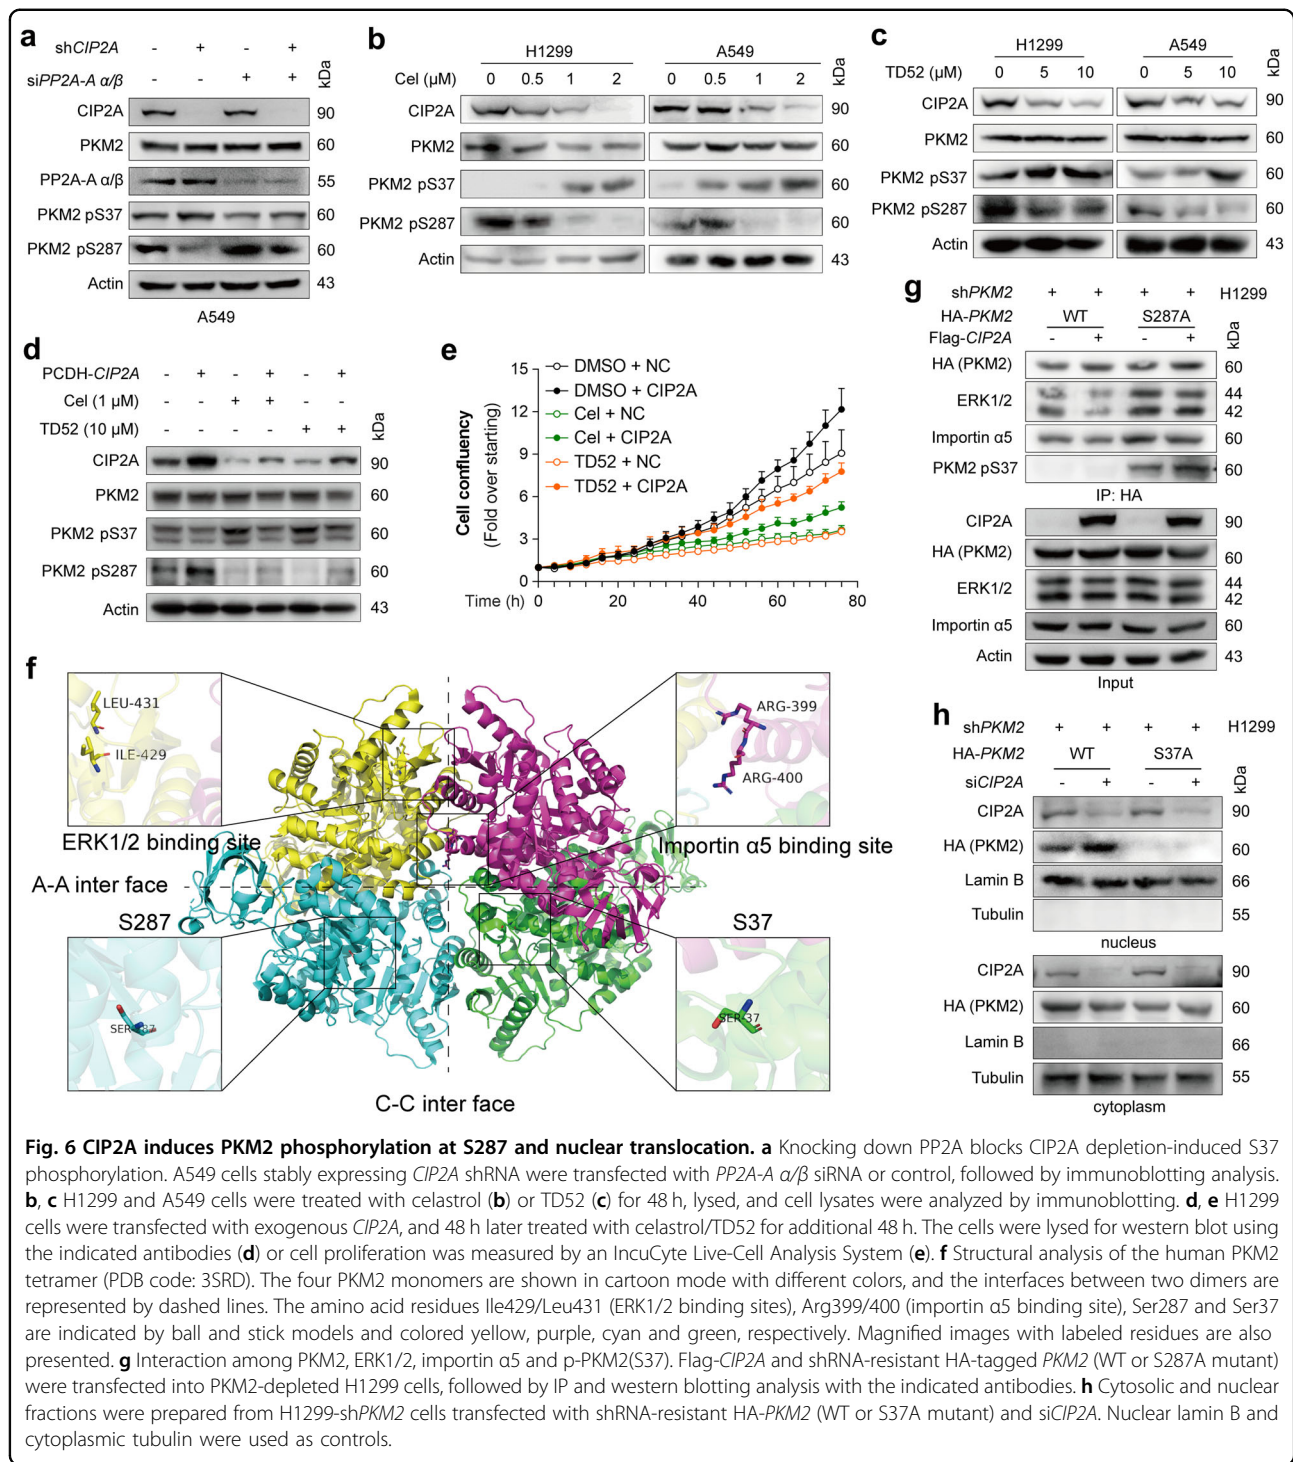 a
shCIP2A - + - +
siPP2A-A α/β - - + +
kDa
CIP2A 90
PKM2 60
PP2A-A α/β 55
PKM2 pS37 60
PKM2 pS287 60
Actin 43
A549
b
H1299 A549
Cel (μM) 0 0.5 1 2 0 0.5 1 2
kDa
CIP2A 90
PKM2 60
PKM2 pS37 60
PKM2 pS287 60
Actin 43
c
H1299 A549
TD52 (μM) 0 5 10 0 5 10
kDa
CIP2A 90
PKM2 60
PKM2 pS37 60
PKM2 pS287 60
Actin 43
d
PCDH-CIP2A - + - + - +
Cel (1 μM) - - + + - -
TD52 (10 μM) - - - - + +
kDa
CIP2A 90
PKM2 60
PKM2 pS37 60
PKM2 pS287 60
Actin 43
e
Cell confluency
(Fold over starting)
15
12
9
6
3
0
DMSO + NC
DMSO + CIP2A
Cel + NC
Cel + CIP2A
TD52 + NC
TD52 + CIP2A
Time (h) 0 20 40 60 80
f
LEU-431
ILE-429
ERK1/2 binding site
ARG-399
ARG-400
Importin α5 binding site
A-A inter face
S287
S37
SER-37
C-C inter face
g
shPKM2 + + + + H1299
HA-PKM2 WT S287A
Flag-CIP2A - + - +
kDa
HA (PKM2) 60
ERK1/2 44
42
Importin α5 60
PKM2 pS37 60
IP: HA
CIP2A 90
HA (PKM2) 60
ERK1/2 44
42
Importin α5 60
Actin 43
Input
h
shPKM2 + + + + H1299
HA-PKM2 WT S37A
siCIP2A - + - +
kDa
CIP2A 90
HA (PKM2) 60
Lamin B 66
Tubulin 55
nucleus
CIP2A 90
HA (PKM2) 60
Lamin B 66
Tubulin 55
cytoplasm
Fig. 6 CIP2A induces PKM2 phosphorylation at S287 and nuclear translocation. a Knocking down PP2A blocks CIP2A depletion-induced S37
phosphorylation. A549 cells stably expressing CIP2A shRNA were transfected with PP2A-A α/β siRNA or control, followed by immunoblotting analysis.
b, c H1299 and A549 cells were treated with celastrol (b) or TD52 (c) for 48 h, lysed, and cell lysates were analyzed by immunoblotting. d, e H1299
cells were transfected with exogenous CIP2A, and 48 h later treated with celastrol/TD52 for additional 48 h. The cells were lysed for western blot using
the indicated antibodies (d) or cell proliferation was measured by an IncuCyte Live-Cell Analysis System (e). f Structural analysis of the human PKM2
tetramer (PDB code: 3SRD). The four PKM2 monomers are shown in cartoon mode with different colors, and the interfaces between two dimers are
represented by dashed lines. The amino acid residues Ile429/Leu431 (ERK1/2 binding sites), Arg399/400 (importin α5 binding site), Ser287 and Ser37
are indicated by ball and stick models and colored yellow, purple, cyan and green, respectively. Magnified images with labeled residues are also
presented. g Interaction among PKM2, ERK1/2, importin α5 and p-PKM2(S37). Flag-CIP2A and shRNA-resistant HA-tagged PKM2 (WT or S287A mutant)
were transfected into PKM2-depleted H1299 cells, followed by IP and western blotting analysis with the indicated antibodies. h Cytosolic and nuclear
fractions were prepared from H1299-shPKM2 cells transfected with shRNA-resistant HA-PKM2 (WT or S37A mutant) and siCIP2A. Nuclear lamin B and
cytoplasmic tubulin were used as controls.